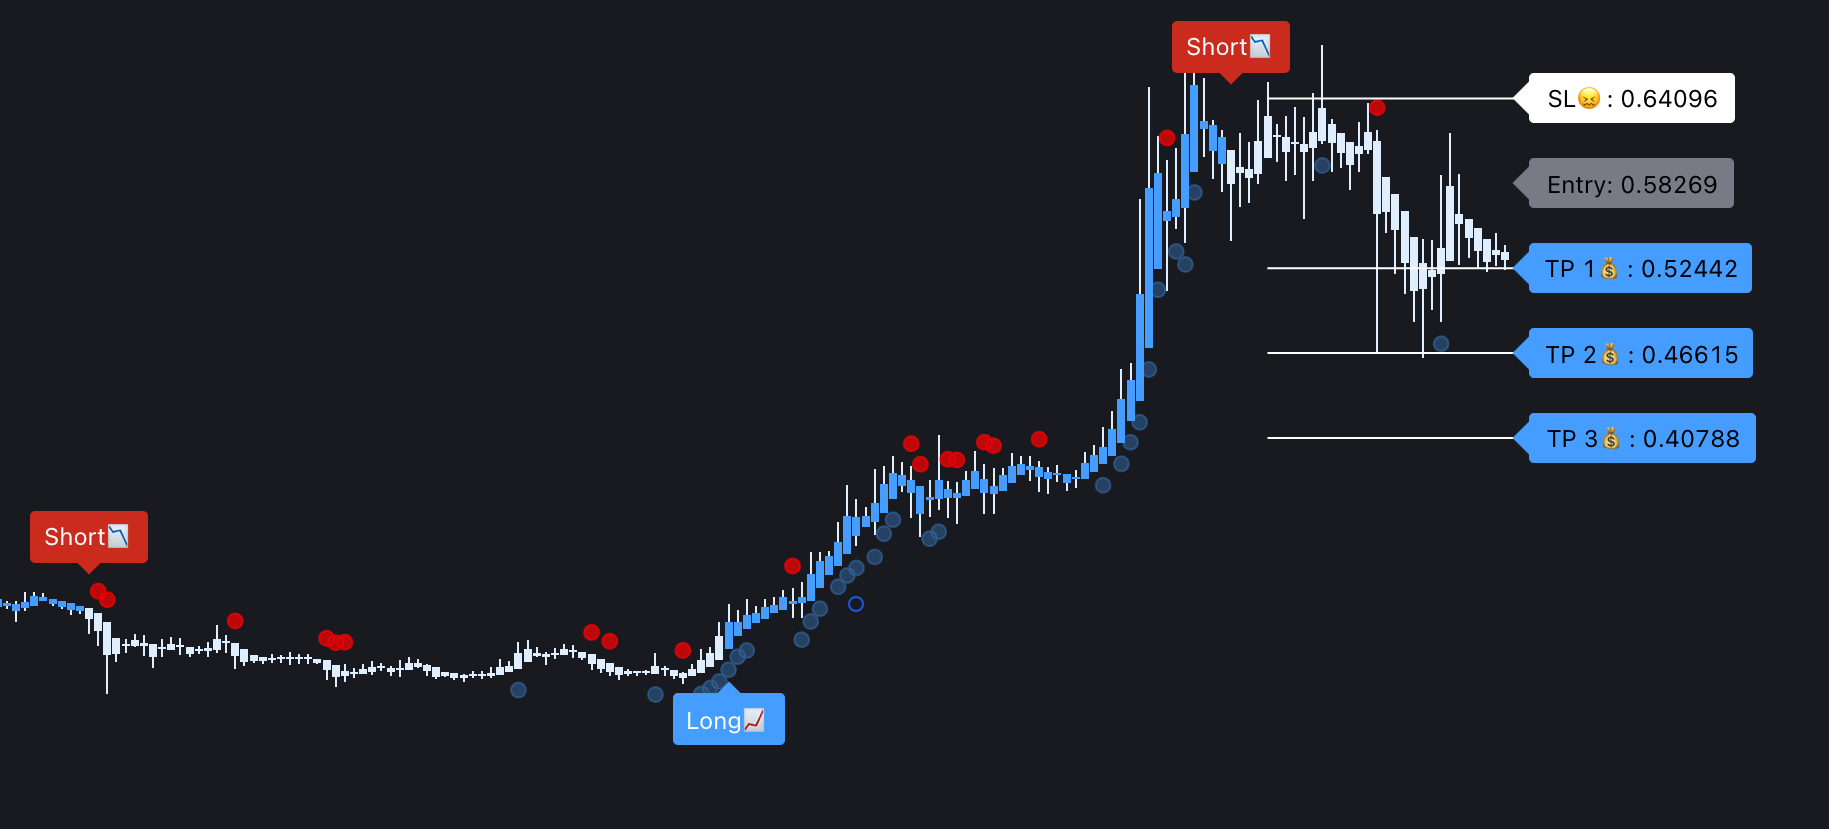 Short📉
SL😖 : 0.64096
Entry: 0.58269
TP 1💰 : 0.52442
TP 2💰 : 0.46615
TP 3💰 : 0.40788
Short📉
Long📈